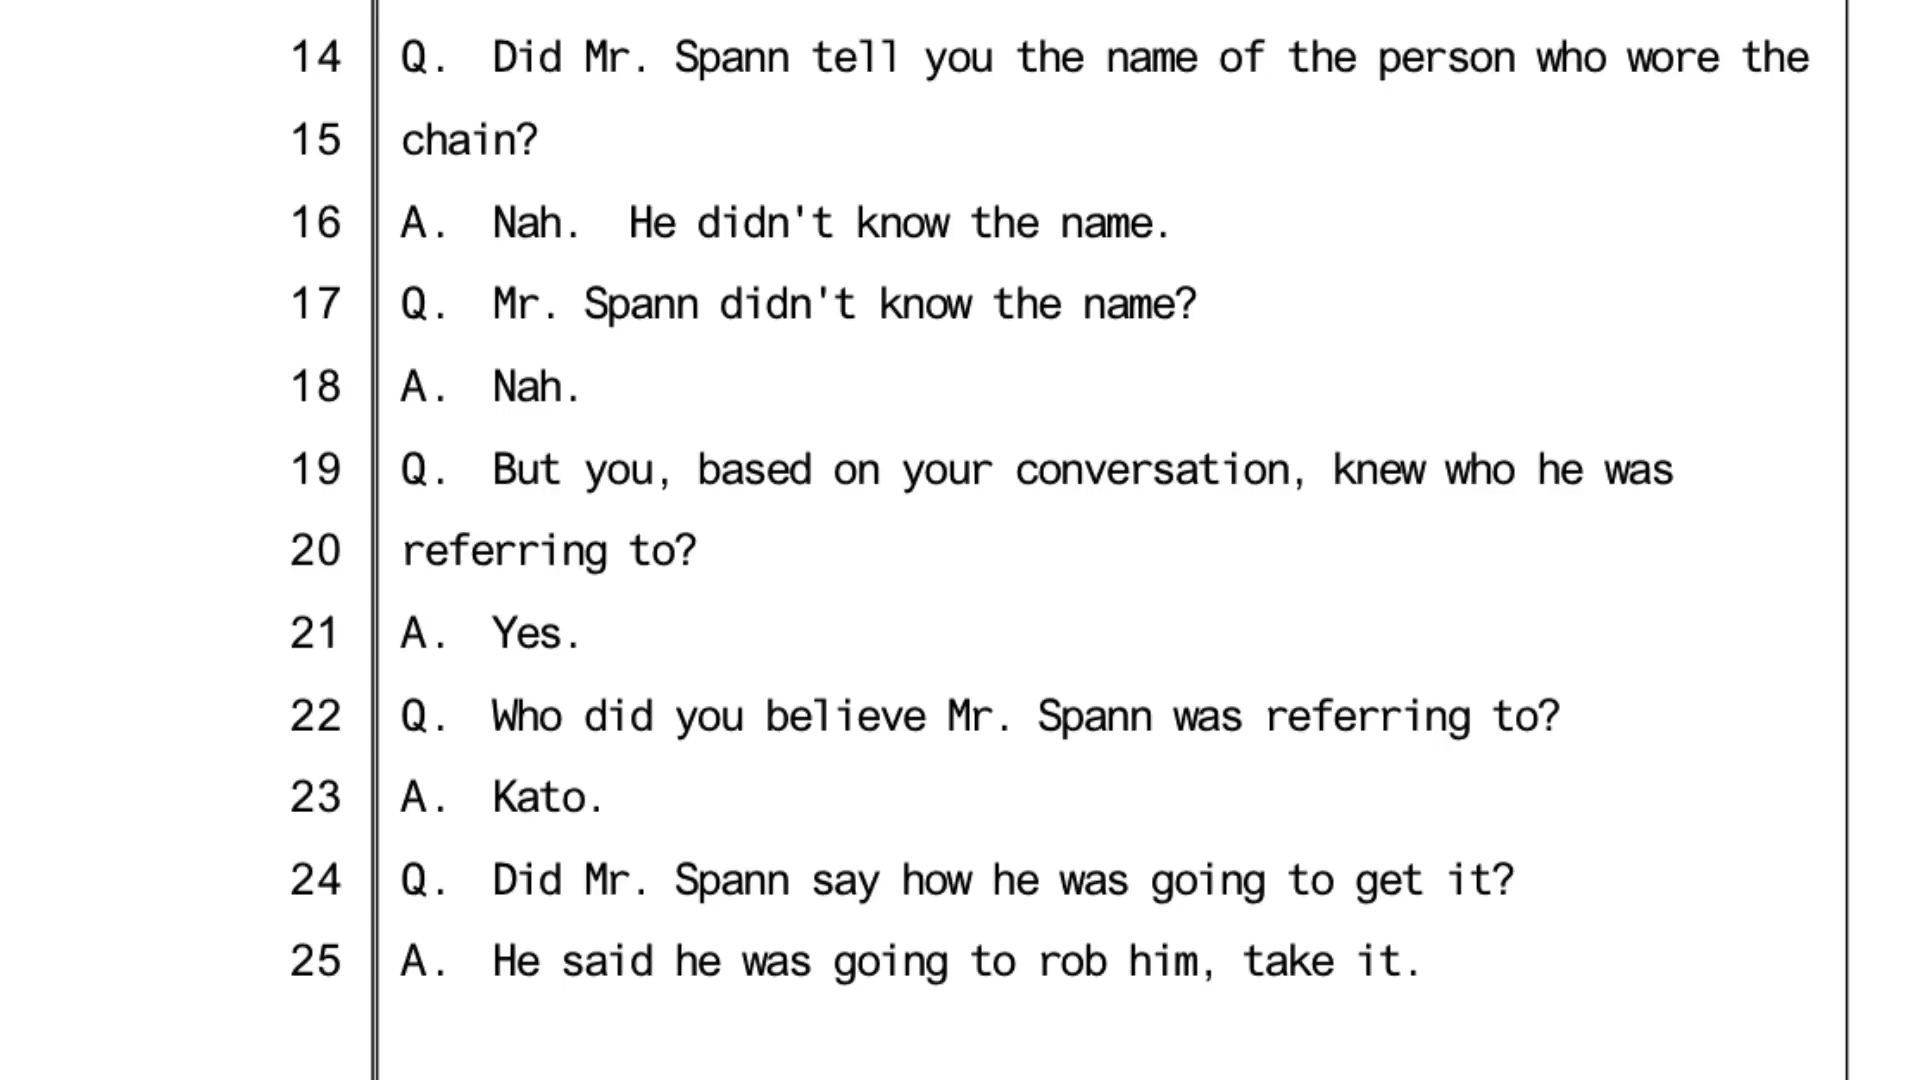 14 Q. Did Mr. Spann tell you the name of the person who wore the
15 chain?
16 A. Nah. He didn't know the name.
17 Q. Mr. Spann didn't know the name?
18 A. Nah.
19 Q. But you, based on your conversation, knew who he was
20 referring to?
21 A. Yes.
22 Q. Who did you believe Mr. Spann was referring to?
23 A. Kato.
24 Q. Did Mr. Spann say how he was going to get it?
25 A. He said he was going to rob him, take it.